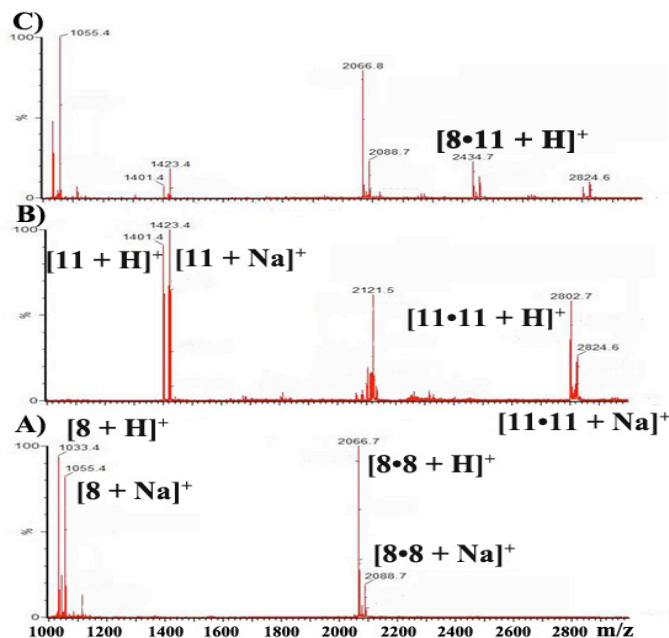 C)
100
1055.4
2066.8
[8•11 + H]+
2434.7
2088.7
2824.6
1423.4
1401.4
%
0
B)
100
1423.4
1401.4
[11 + H]+
[11 + Na]+
2121.5
2802.7
[11•11 + H]+
2824.6
%
0
[11•11 + Na]+
A)
[8 + H]+
100
1033.4
2066.7
1055.4
[8•8 + H]+
[8 + Na]+
%
[8•8 + Na]+
2088.7
0
1000 1200 1400 1600 1800 2000 2200 2400 2600 2800 m/z